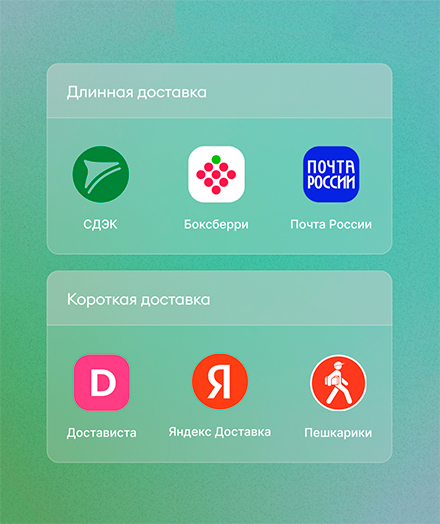 Длинная доставка
ПОЧТА
РОССИИ
СДЭК
Боксберри
Почта России
Короткая доставка
D
Я
Достависта
Яндекс Доставка
Пешкарики